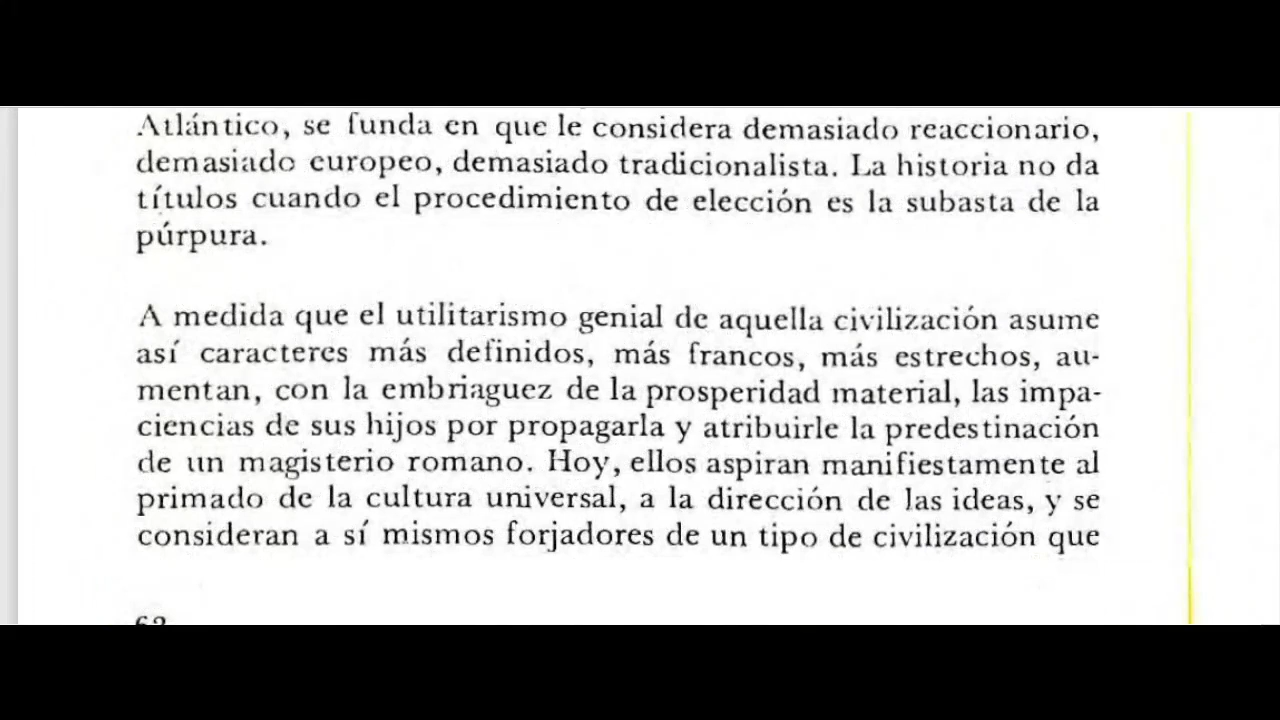 Atlántico, se funda en que le considera demasiado reaccionario,
demasiado europeo, demasiado tradicionalista. La historia no da
títulos cuando el procedimiento de elección es la subasta de la
púrpura.
A medida que el utilitarismo genial de aquella civilización asume
así caracteres más definidos, más francos, más estrechos, au-
mentan, con la embriaguez de la prosperidad material, las impa-
ciencias de sus hijos por propagarla y atribuirle la predestinación
de un magisterio romano. Hoy, ellos aspiran manifiestamente al
primado de la cultura universal, a la dirección de las ideas, y se
consideran a sí mismos forjadores de un tipo de civilización que